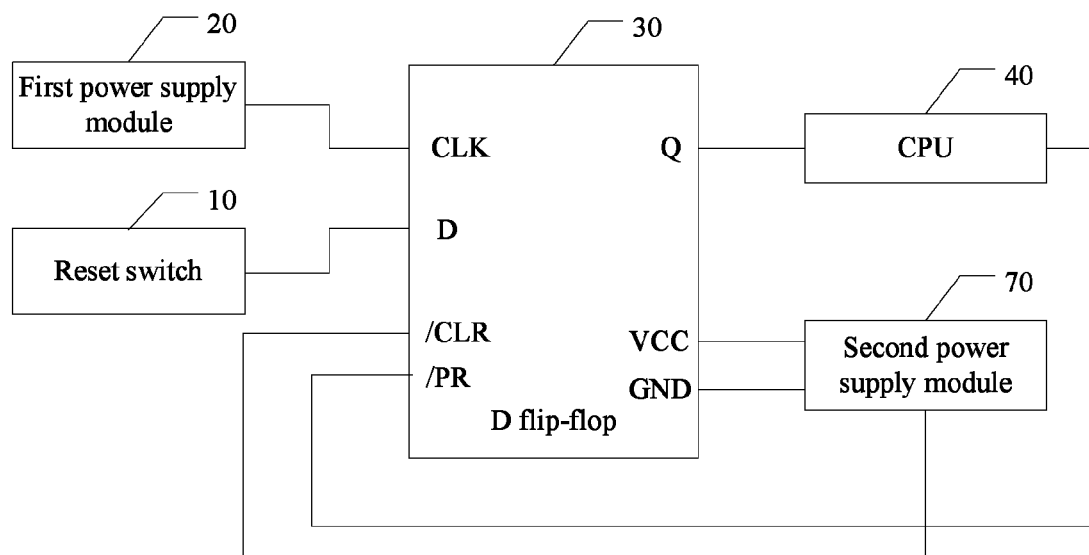 20
First power supply
module
10
Reset switch
30
CLK
D
/CLR
/PR
Q
VCC
GND
D flip-flop
40
CPU
70
Second power
supply module